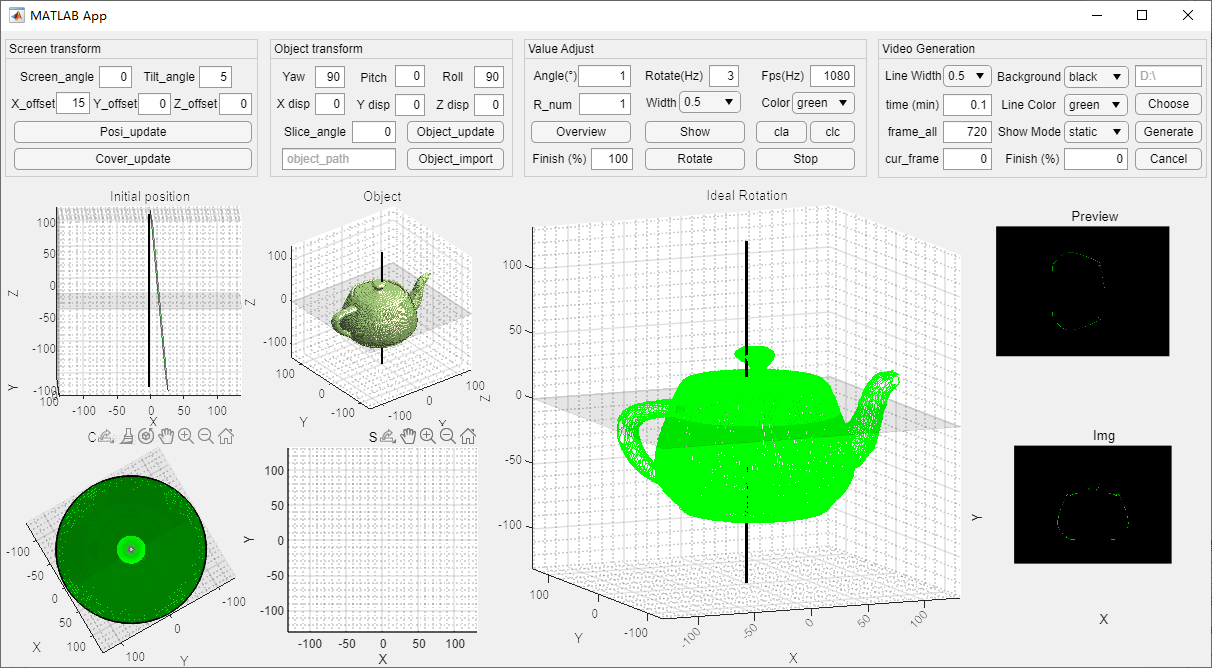 MATLAB App
Screen transform
Screen_angle 0 Tilt_angle 5
X_offset 15 Y_offset 0 Z_offset 0
Posi_update
Cover_update
Object transform
Yaw 90 Pitch 0 Roll 90
X disp 0 Y disp 0 Z disp 0
Slice_angle 0 Object_update
object_path Object_import
Value Adjust
Angle(°) 1 Rotate(Hz) 3 Fps(Hz) 1080
R_num 1 Width 0.5 Color green
Overview Show cla clc
Finish (%) 100 Rotate Stop
Video Generation
Line Width 0.5 Background black D:\
time (min) 0.1 Line Color green Choose
frame_all 720 Show Mode static Generate
cur_frame 0 Finish (%) 0 Cancel
Initial position
100
50
0
-50
-100
-100
100
-100 -50 0 50 100
Z
Y
X
Object
100
0
-100
100
0
-100
-100
0
100
Z
Y
Z
Y
Ideal Rotation
100
50
0
-50
-100
100
0
-100
-100
-50
0
50
100
Y
X
Preview
Img
Y
X
C
-100
-50
0
50
100
100
0
-100
X
Y
S
100
50
0
-50
-100
-100 -50 0 50 100
Y
X